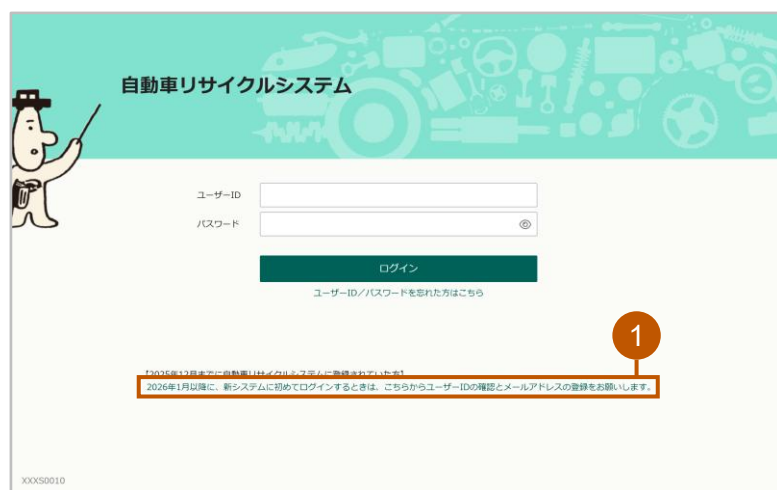 自動車リサイクルシステム
ユーザーID
パスワード
ログイン
ユーザーID／パスワードを忘れた方はこちら
1
【2025年12月までに自動車リサイクルシステムに登録されていた方】
2026年1月以降に、新システムに初めてログインするときは、こちらからユーザーIDの確認とメールアドレスの登録をお願いします。
XXXS0010